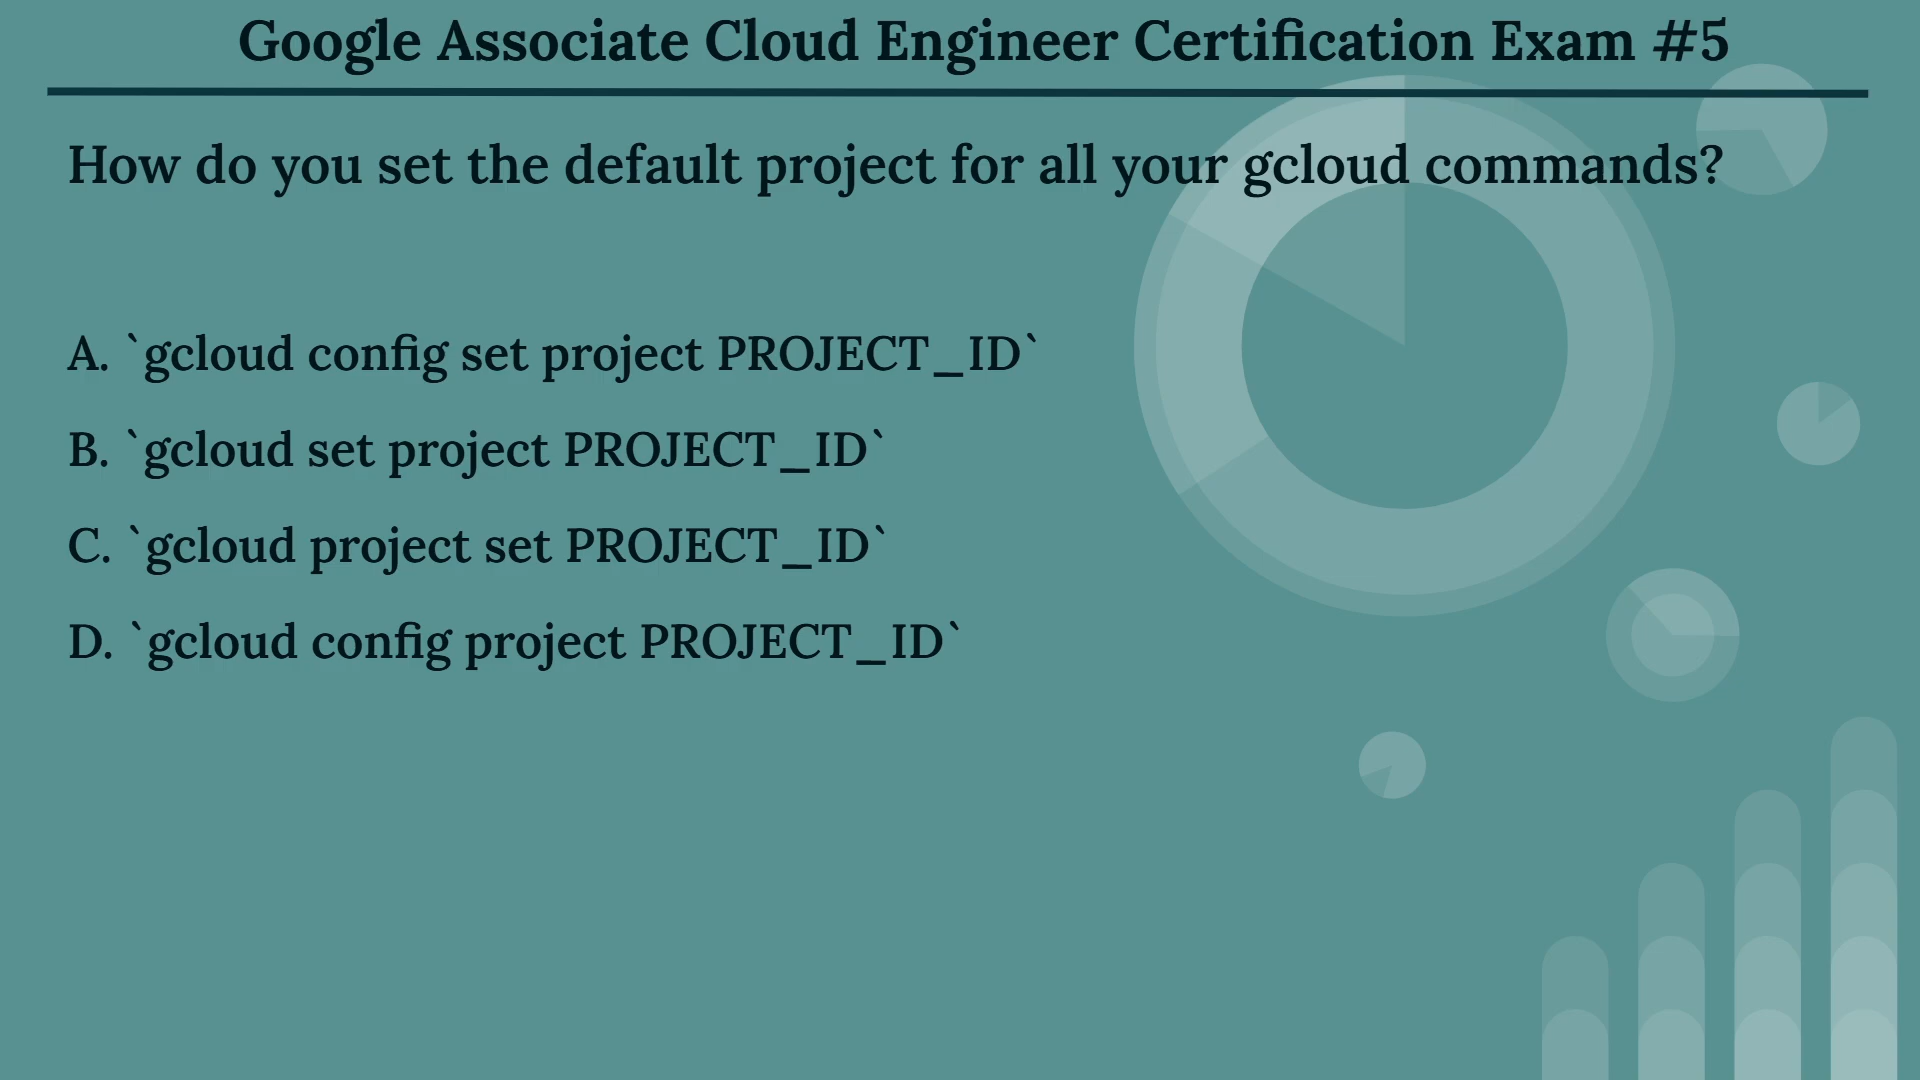 Google Associate Cloud Engineer Certification Exam #5
How do you set the default project for all your gcloud commands?
A. `gcloud config set project PROJECT_ID`
B. `gcloud set project PROJECT_ID`
C. `gcloud project set PROJECT_ID`
D. `gcloud config project PROJECT_ID`